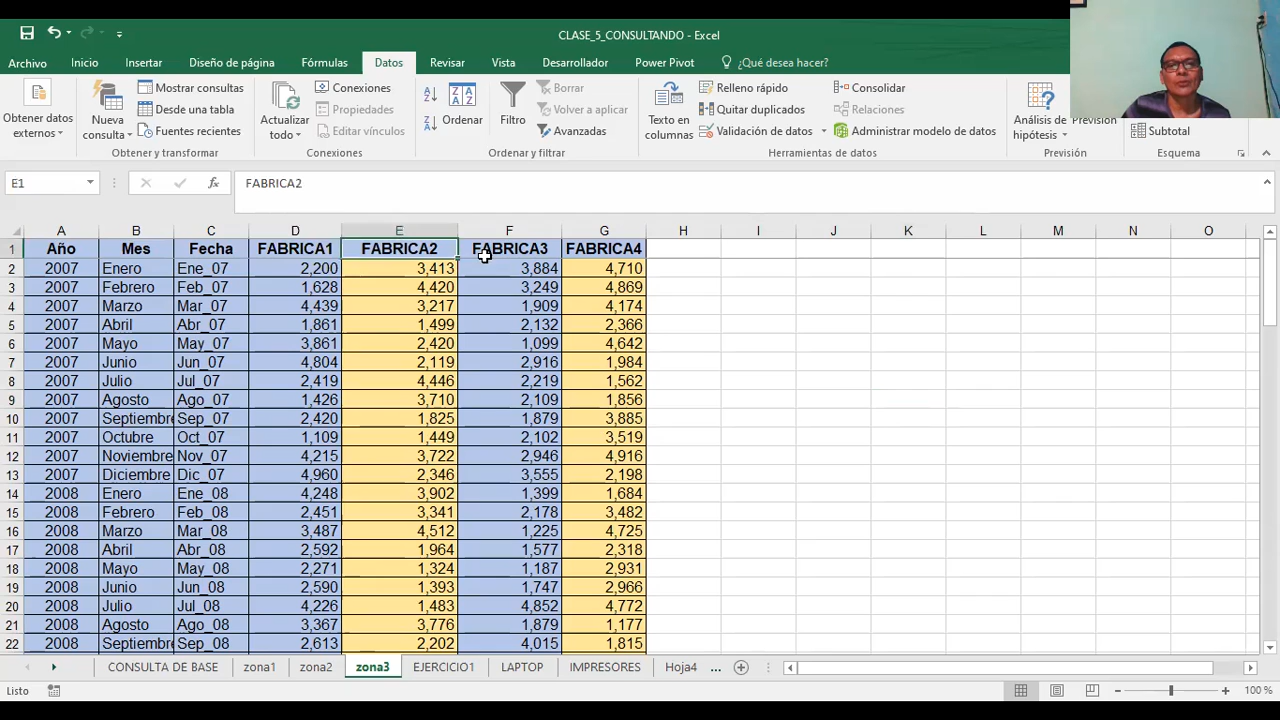 CLASE_5_CONSULTANDO - Excel
Archivo Inicio Insertar Diseño de página Fórmulas Datos Revisar Vista Desarrollador Power Pivot ¿Qué desea hacer?
Obtener datos externos
Nueva consulta
Mostrar consultas
Desde una tabla
Fuentes recientes
Obtener y transformar
Actualizar todo
Conexiones
Propiedades
Editar vínculos
Conexiones
Ordenar
Filtro
Borrar
Volver a aplicar
Avanzadas
Ordenar y filtrar
Texto en columnas
Relleno rápido
Quitar duplicados
Validación de datos
Consolidar
Relaciones
Administrar modelo de datos
Herramientas de datos
Análisis de hipótesis
Previsión
Previsión
Subtotal
Esquema
E1 FABRICA2
A B C D E F G H I J K L M N O
1 Año Mes Fecha FABRICA1 FABRICA2 FABRICA3 FABRICA4
2 2007 Enero Ene_07 2,200 3,413 3,884 4,710
3 2007 Febrero Feb_07 1,628 4,420 3,249 4,869
4 2007 Marzo Mar_07 4,439 3,217 1,909 4,174
5 2007 Abril Abr_07 1,861 1,499 2,132 2,366
6 2007 Mayo May_07 3,861 2,420 1,099 4,642
7 2007 Junio Jun_07 4,804 2,119 2,916 1,984
8 2007 Julio Jul_07 2,419 4,446 2,219 1,562
9 2007 Agosto Ago_07 1,426 3,710 2,109 1,856
10 2007 Septiembre Sep_07 2,420 1,825 1,879 3,885
11 2007 Octubre Oct_07 1,109 1,449 2,102 3,519
12 2007 Noviembre Nov_07 4,215 3,722 2,946 4,916
13 2007 Diciembre Dic_07 4,960 2,346 3,555 2,198
14 2008 Enero Ene_08 4,248 3,902 1,399 1,684
15 2008 Febrero Feb_08 2,451 3,341 2,178 3,482
16 2008 Marzo Mar_08 3,487 4,512 1,225 4,725
17 2008 Abril Abr_08 2,592 1,964 1,577 2,318
18 2008 Mayo May_08 2,271 1,324 1,187 2,931
19 2008 Junio Jun_08 2,590 1,393 1,747 2,966
20 2008 Julio Jul_08 4,226 1,483 4,852 4,772
21 2008 Agosto Ago_08 3,367 3,776 1,879 1,177
22 2008 Septiembre Sep_08 2,613 2,202 4,015 1,815
CONSULTA DE BASE zona1 zona2 zona3 EJERCICIO1 LAPTOP IMPRESORES Hoja4 ...
Listo 100 %